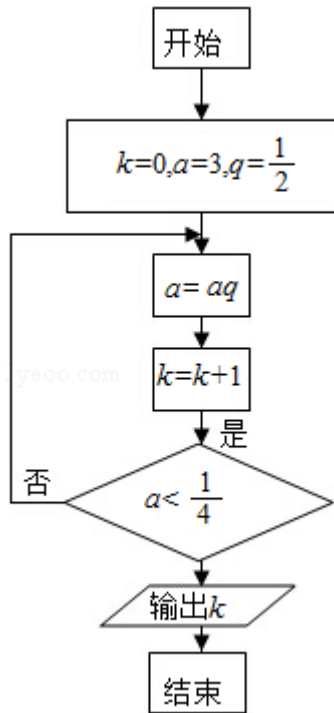 开始
k=0,a=3,q=1/2
a= aq
k=k+1
是
否
a< 1/4
输出k
结束